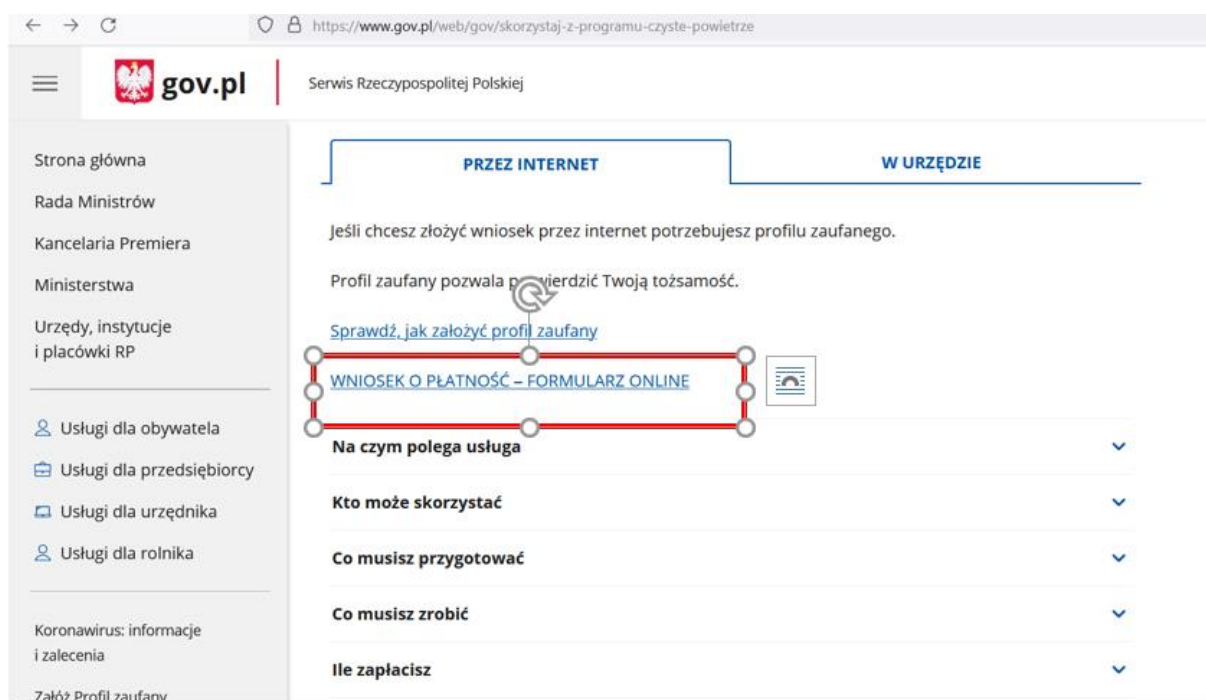 https://www.gov.pl/web/gov/skorzystaj-z-programu-czyste-powietrze
gov.pl
Serwis Rzeczypospolitej Polskiej
Strona główna
Rada Ministrów
Kancelaria Premiera
Ministerstwa
Urzędy, instytucje
i placówki RP
Usługi dla obywatela
Usługi dla przedsiębiorcy
Usługi dla urzędnika
Usługi dla rolnika
Koronawirus: informacje
i zalecenia
Załóż Profil zaufany
PRZEZ INTERNET
W URZĘDZIE
Jeśli chcesz złożyć wniosek przez internet potrzebujesz profilu zaufanego.
Profil zaufany pozwala Twoją tożsamość.
Sprawdź, jak założyć profil zaufany
WNIOSEK O PŁATNOŚĆ – FORMULARZ ONLINE
Na czym polega usługa
Kto może skorzystać
Co musisz przygotować
Co musisz zrobić
Ile zapłacisz